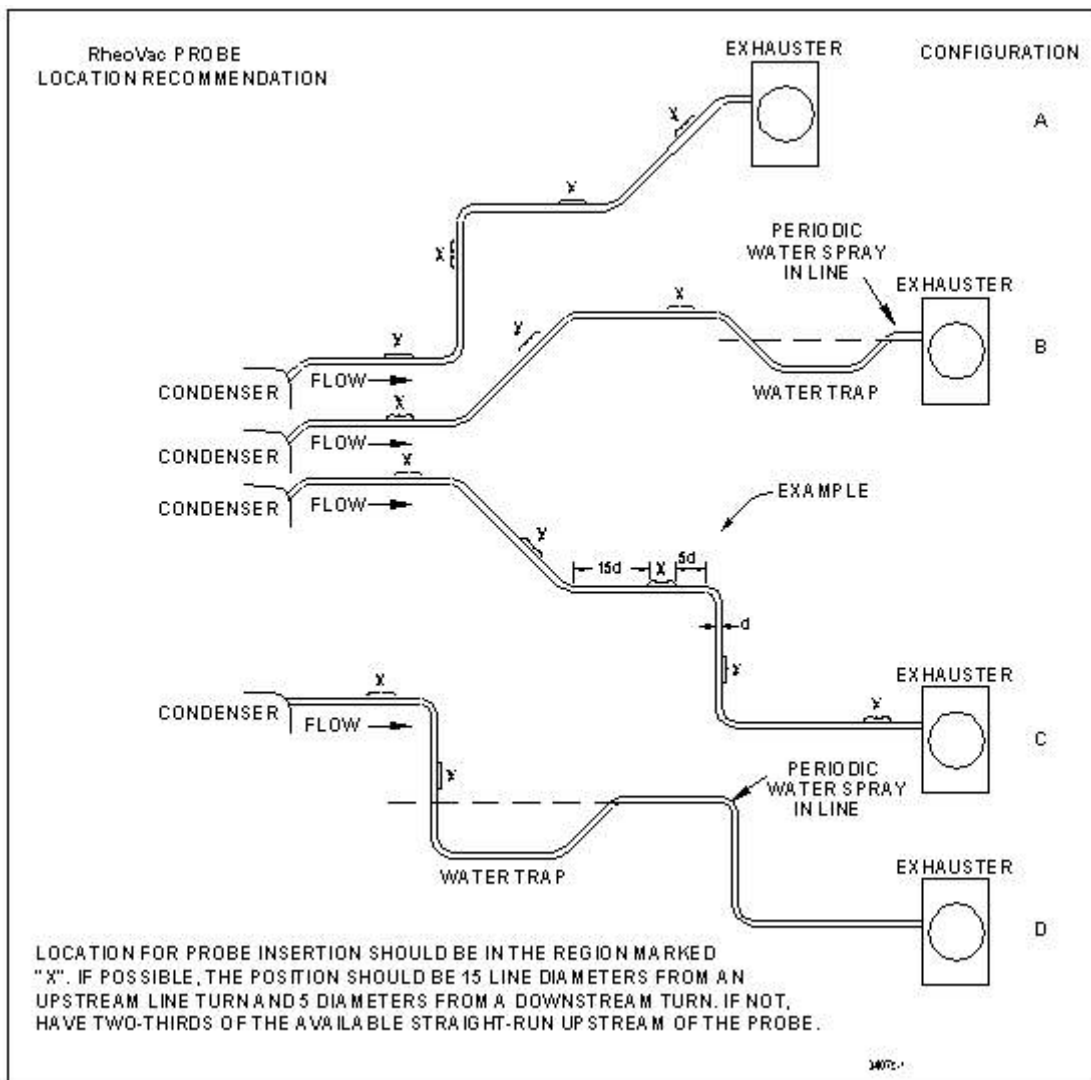 RheoVac PROBE
LOCATION RECOMMENDATION
EXHAUSTER
CONFIGURATION
A
X
X
X
X
PERIODIC
WATER SPRAY
IN LINE
EXHAUSTER
B
X
X
X
WATER TRAP
CONDENSER
FLOW
CONDENSER
FLOW
CONDENSER
FLOW
X
X
EXAMPLE
15d
X
5d
d
X
X
EXHAUSTER
C
CONDENSER
FLOW
X
X
PERIODIC
WATER SPRAY
IN LINE
WATER TRAP
EXHAUSTER
D
LOCATION FOR PROBE INSERTION SHOULD BE IN THE REGION MARKED
"X". IF POSSIBLE, THE POSITION SHOULD BE 15 LINE DIAMETERS FROM AN
UPSTREAM LINE TURN AND 5 DIAMETERS FROM A DOWNSTREAM TURN. IF NOT,
HAVE TWO-THIRDS OF THE AVAILABLE STRAIGHT-RUN UPSTREAM OF THE PROBE.